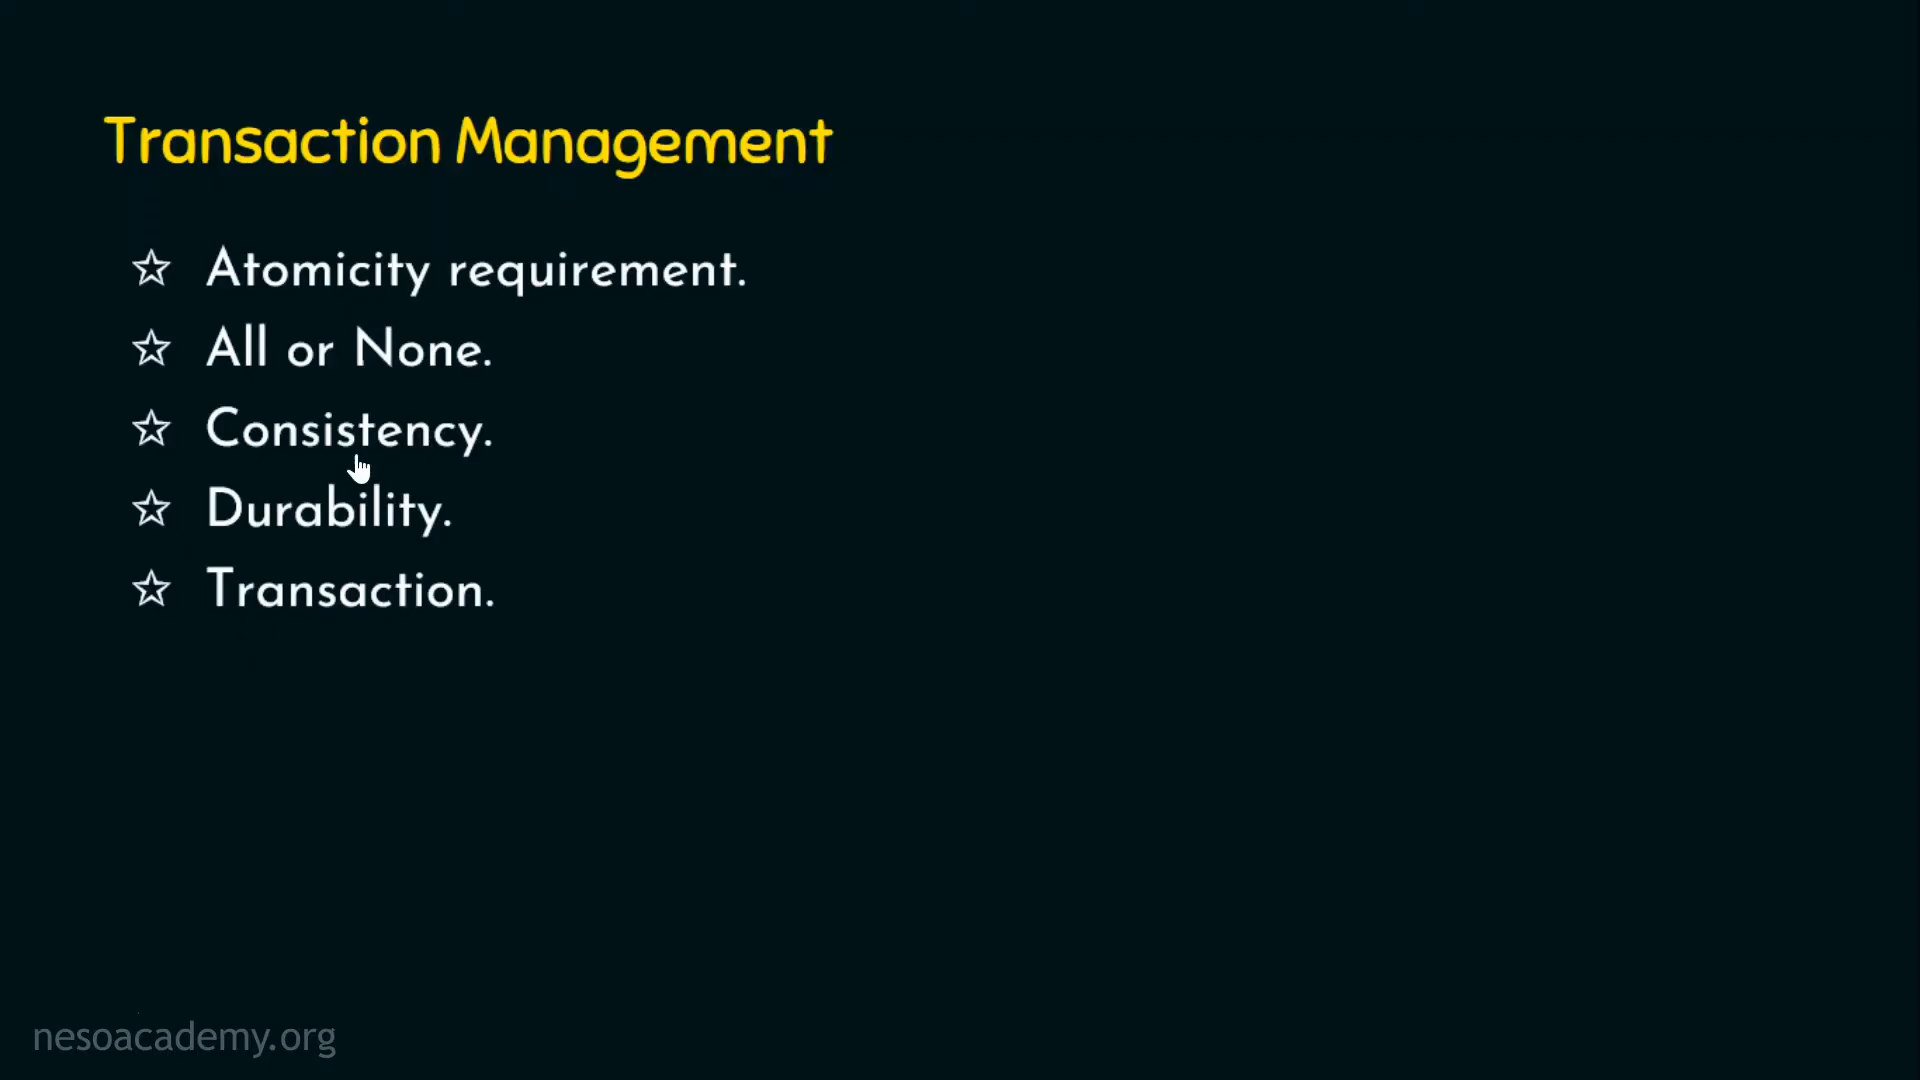 Transaction Management
☆ Atomicity requirement.
☆ All or None.
☆ Consistency.
☆ Durability.
☆ Transaction.
nesoacademy.org